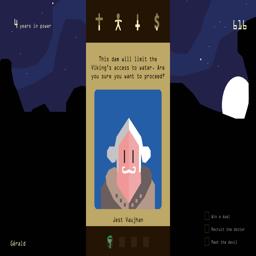 4 years in power
616
This dam will limit the
Viking's access to water. Are
you sure you want to proceed?
Jest Vaujhan
Win a duel
Recruit the doctor
Meet the devil
Gérald